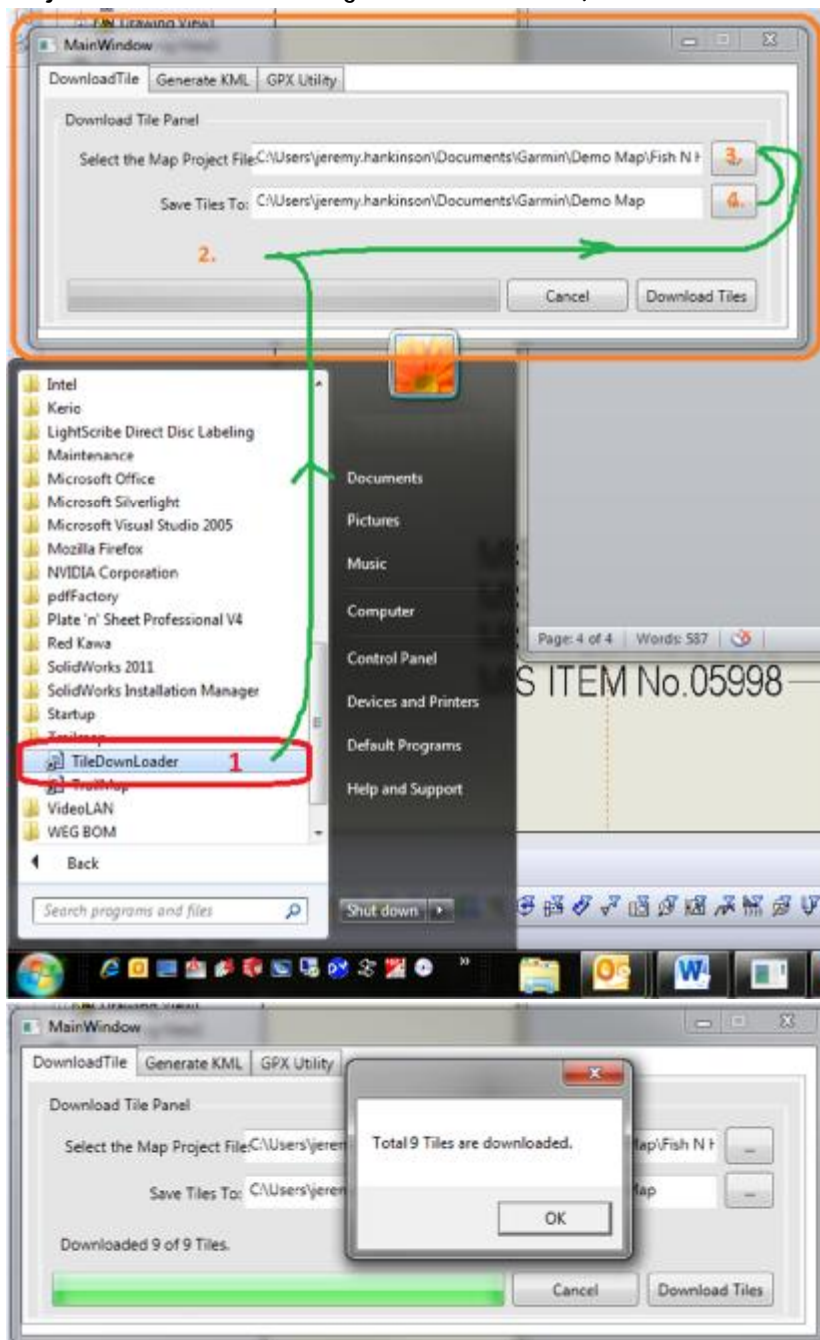 Drawing View1
MainWindow
DownloadTile Generate KML GPX Utility
Download Tile Panel
Select the Map Project File: C:\Users\jeremy.hankinson\Documents\Garmin\Demo Map\Fish N H 3.
Save Tiles To: C:\Users\jeremy.hankinson\Documents\Garmin\Demo Map 4.
2.
Cancel Download Tiles
Intel
Kerio
LightScribe Direct Disc Labeling
Maintenance
Microsoft Office
Microsoft Silverlight
Microsoft Visual Studio 2005
Mozilla Firefox
NVIDIA Corporation
pdfFactory
Plate 'n' Sheet Professional V4
Red Kawa
SolidWorks 2011
SolidWorks Installation Manager
Startup
TileDownLoader 1
VideoLAN
WEG BOM
Back
Search programs and files
Documents
Pictures
Music
Computer
Control Panel
Devices and Printers
Default Programs
Help and Support
Shut down
Page: 4 of 4 Words: 587
S ITEM No.05998
MainWindow
DownloadTile Generate KML GPX Utility
Download Tile Panel
Select the Map Project File: C:\Users\jerem ap\Fish N H ...
Save Tiles To: C:\Users\jerem ap ...
Total 9 Tiles are downloaded.
OK
Downloaded 9 of 9 Tiles.
Cancel Download Tiles